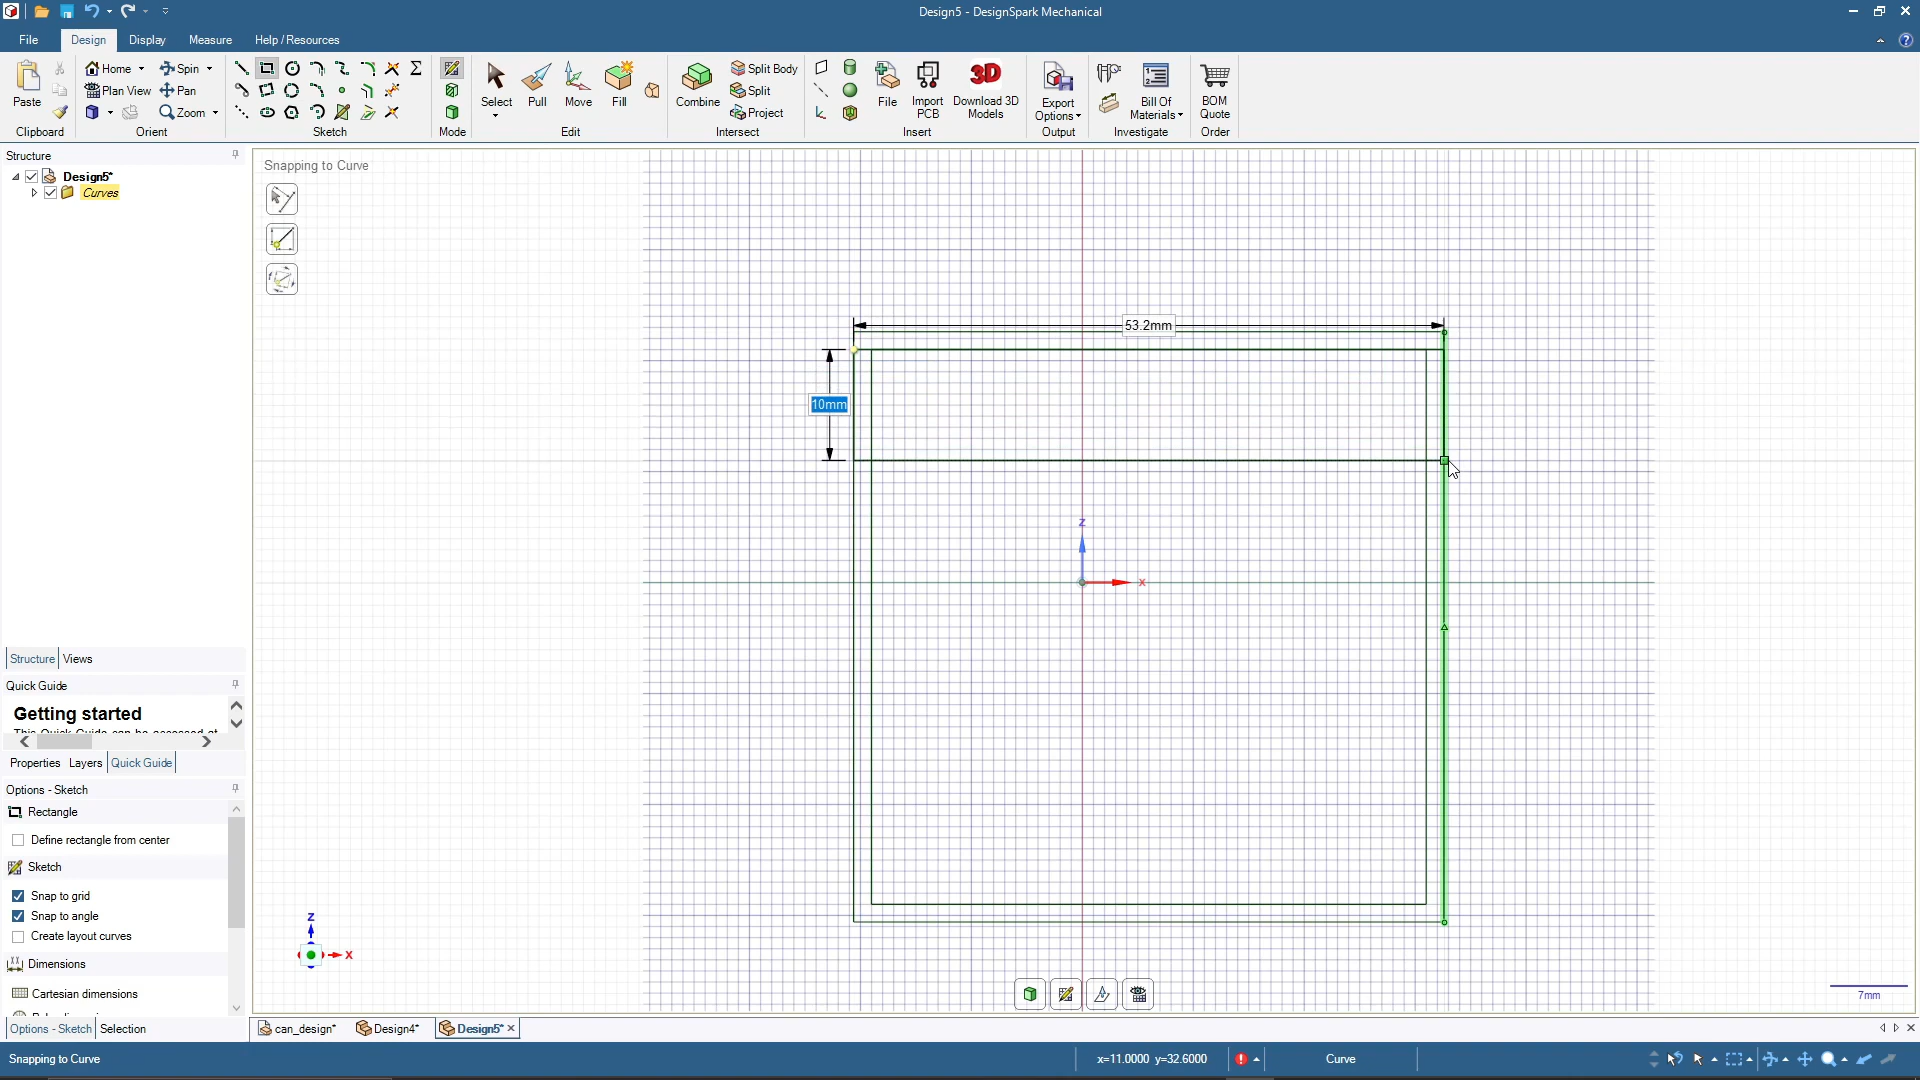 Design5 - DesignSpark Mechanical
File Design Display Measure Help / Resources
Home Spin Split Body
Plan View Pan Split
Zoom Project
Paste Select Pull Move Fill Combine File Import PCB 3D Download 3D Models Export Options Bill Of Materials BOM Quote
Clipboard Orient Sketch Mode Edit Intersect Insert Output Investigate Order
Structure
Design5*
Curves
Snapping to Curve
53.2mm
10mm
Z
X
Structure Views
Quick Guide
Getting started
Properties Layers Quick Guide
Options - Sketch
Rectangle
Define rectangle from center
Sketch
Snap to grid
Snap to angle
Create layout curves
Dimensions
Cartesian dimensions
Z
X
7mm
Options - Sketch Selection
can_design* Design4* Design5*
Snapping to Curve x=11.0000 y=32.6000 Curve